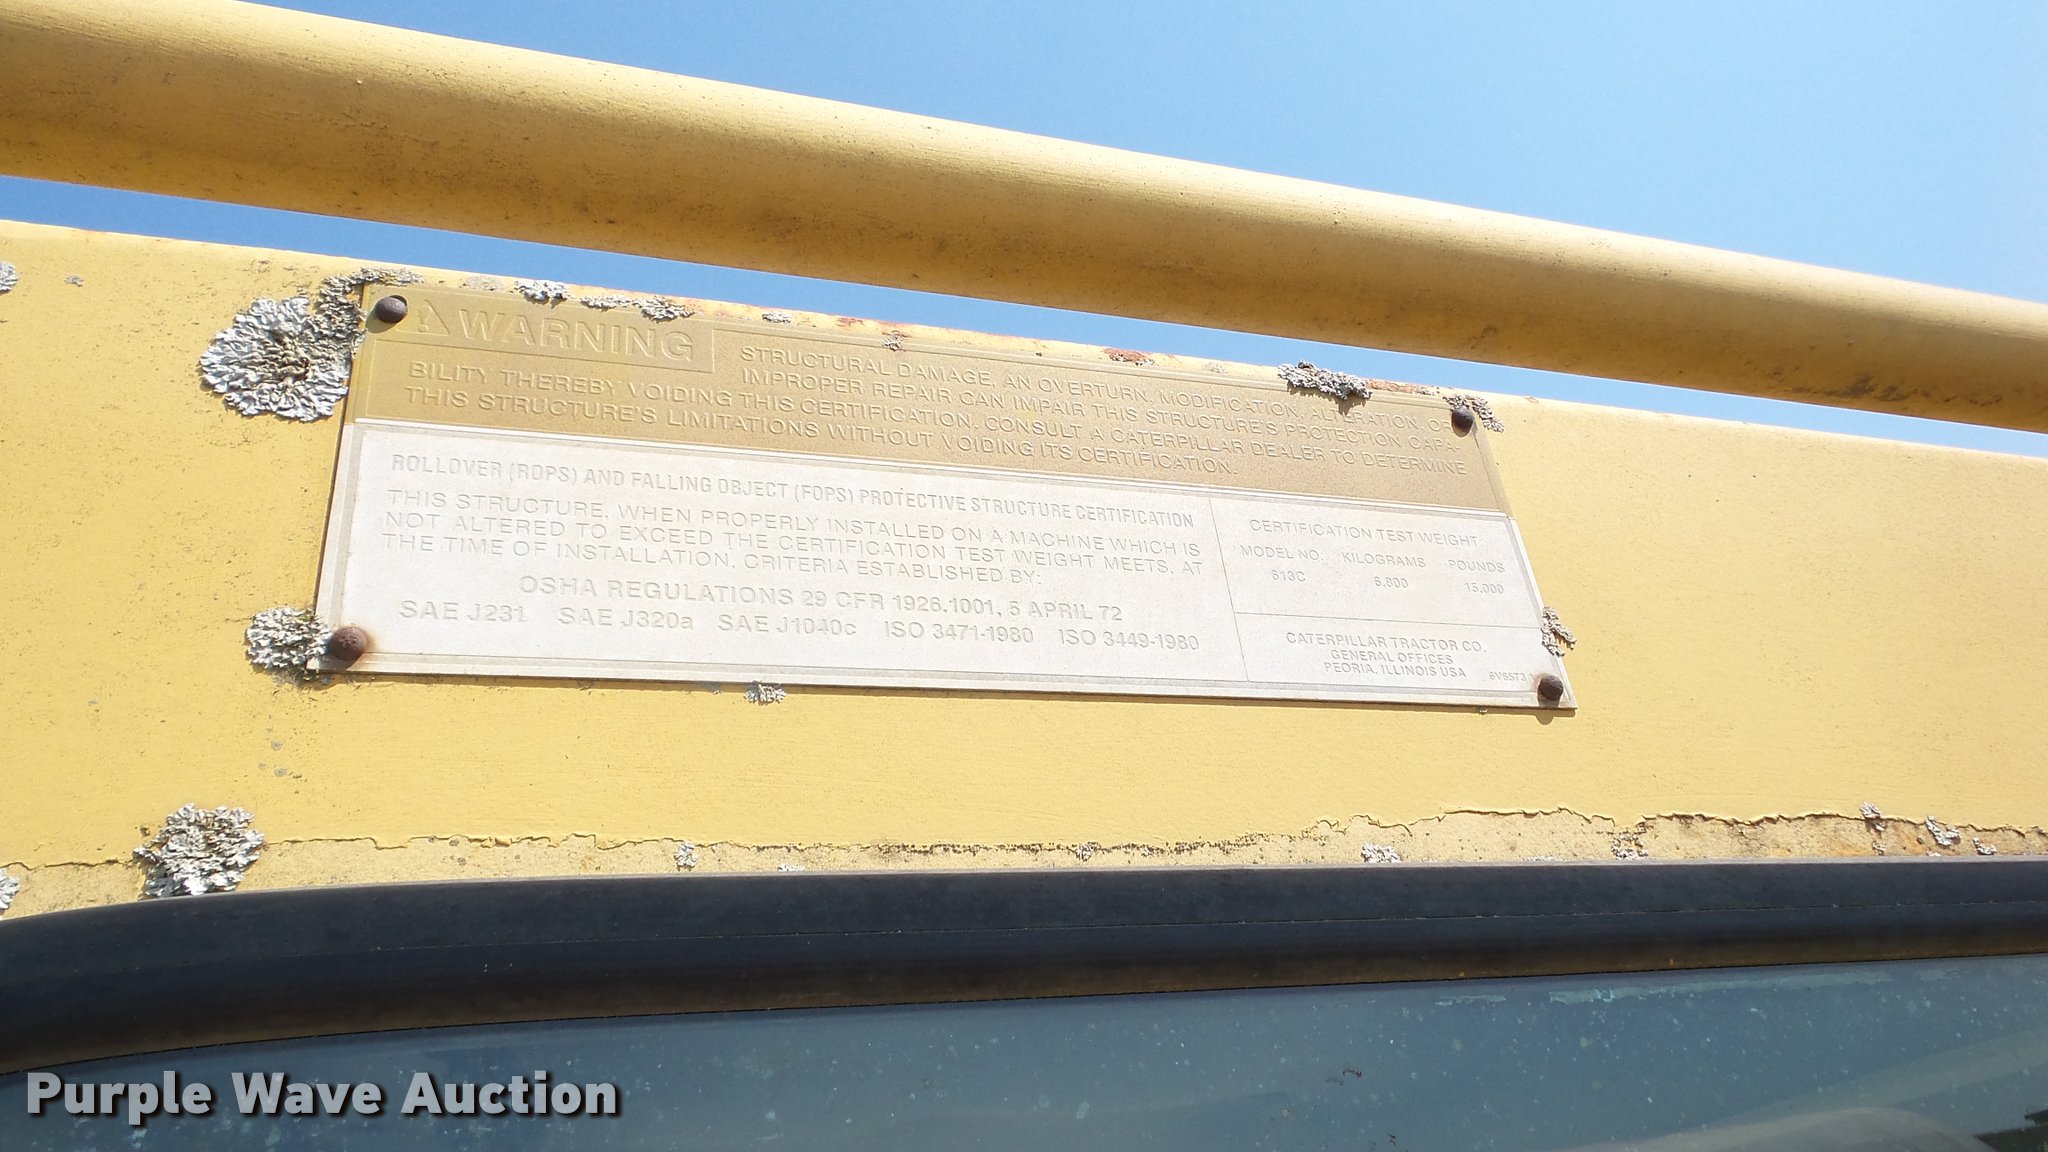 WARNING
STRUCTURAL DAMAGE, AN OVERTURN, MODIFICATION, ALTERATION, OR
IMPROPER REPAIR CAN IMPAIR THIS STRUCTURE'S PROTECTION CAPA-
BILITY THEREBY VOIDING THIS CERTIFICATION. CONSULT A CATERPILLAR DEALER TO DETERMINE
THIS STRUCTURE'S LIMITATIONS WITHOUT VOIDING ITS CERTIFICATION.
ROLLOVER (ROPS) AND FALLING OBJECT (FOPS) PROTECTIVE STRUCTURE CERTIFICATION
THIS STRUCTURE, WHEN PROPERLY INSTALLED ON A MACHINE WHICH IS
NOT ALTERED TO EXCEED THE CERTIFICATION TEST WEIGHT MEETS, AT
THE TIME OF INSTALLATION, CRITERIA ESTABLISHED BY:
OSHA REGULATIONS 29 CFR 1926.1001, 5 APRIL 72
SAE J231 SAE J320a SAE J1040c ISO 3471-1980 ISO 3449-1980
CERTIFICATION TEST WEIGHT:
MODEL NO. KILOGRAMS POUNDS
613C 6,800 15,000
CATERPILLAR TRACTOR CO.
GENERAL OFFICES
PEORIA, ILLINOIS USA
6V6573
Purple Wave Auction